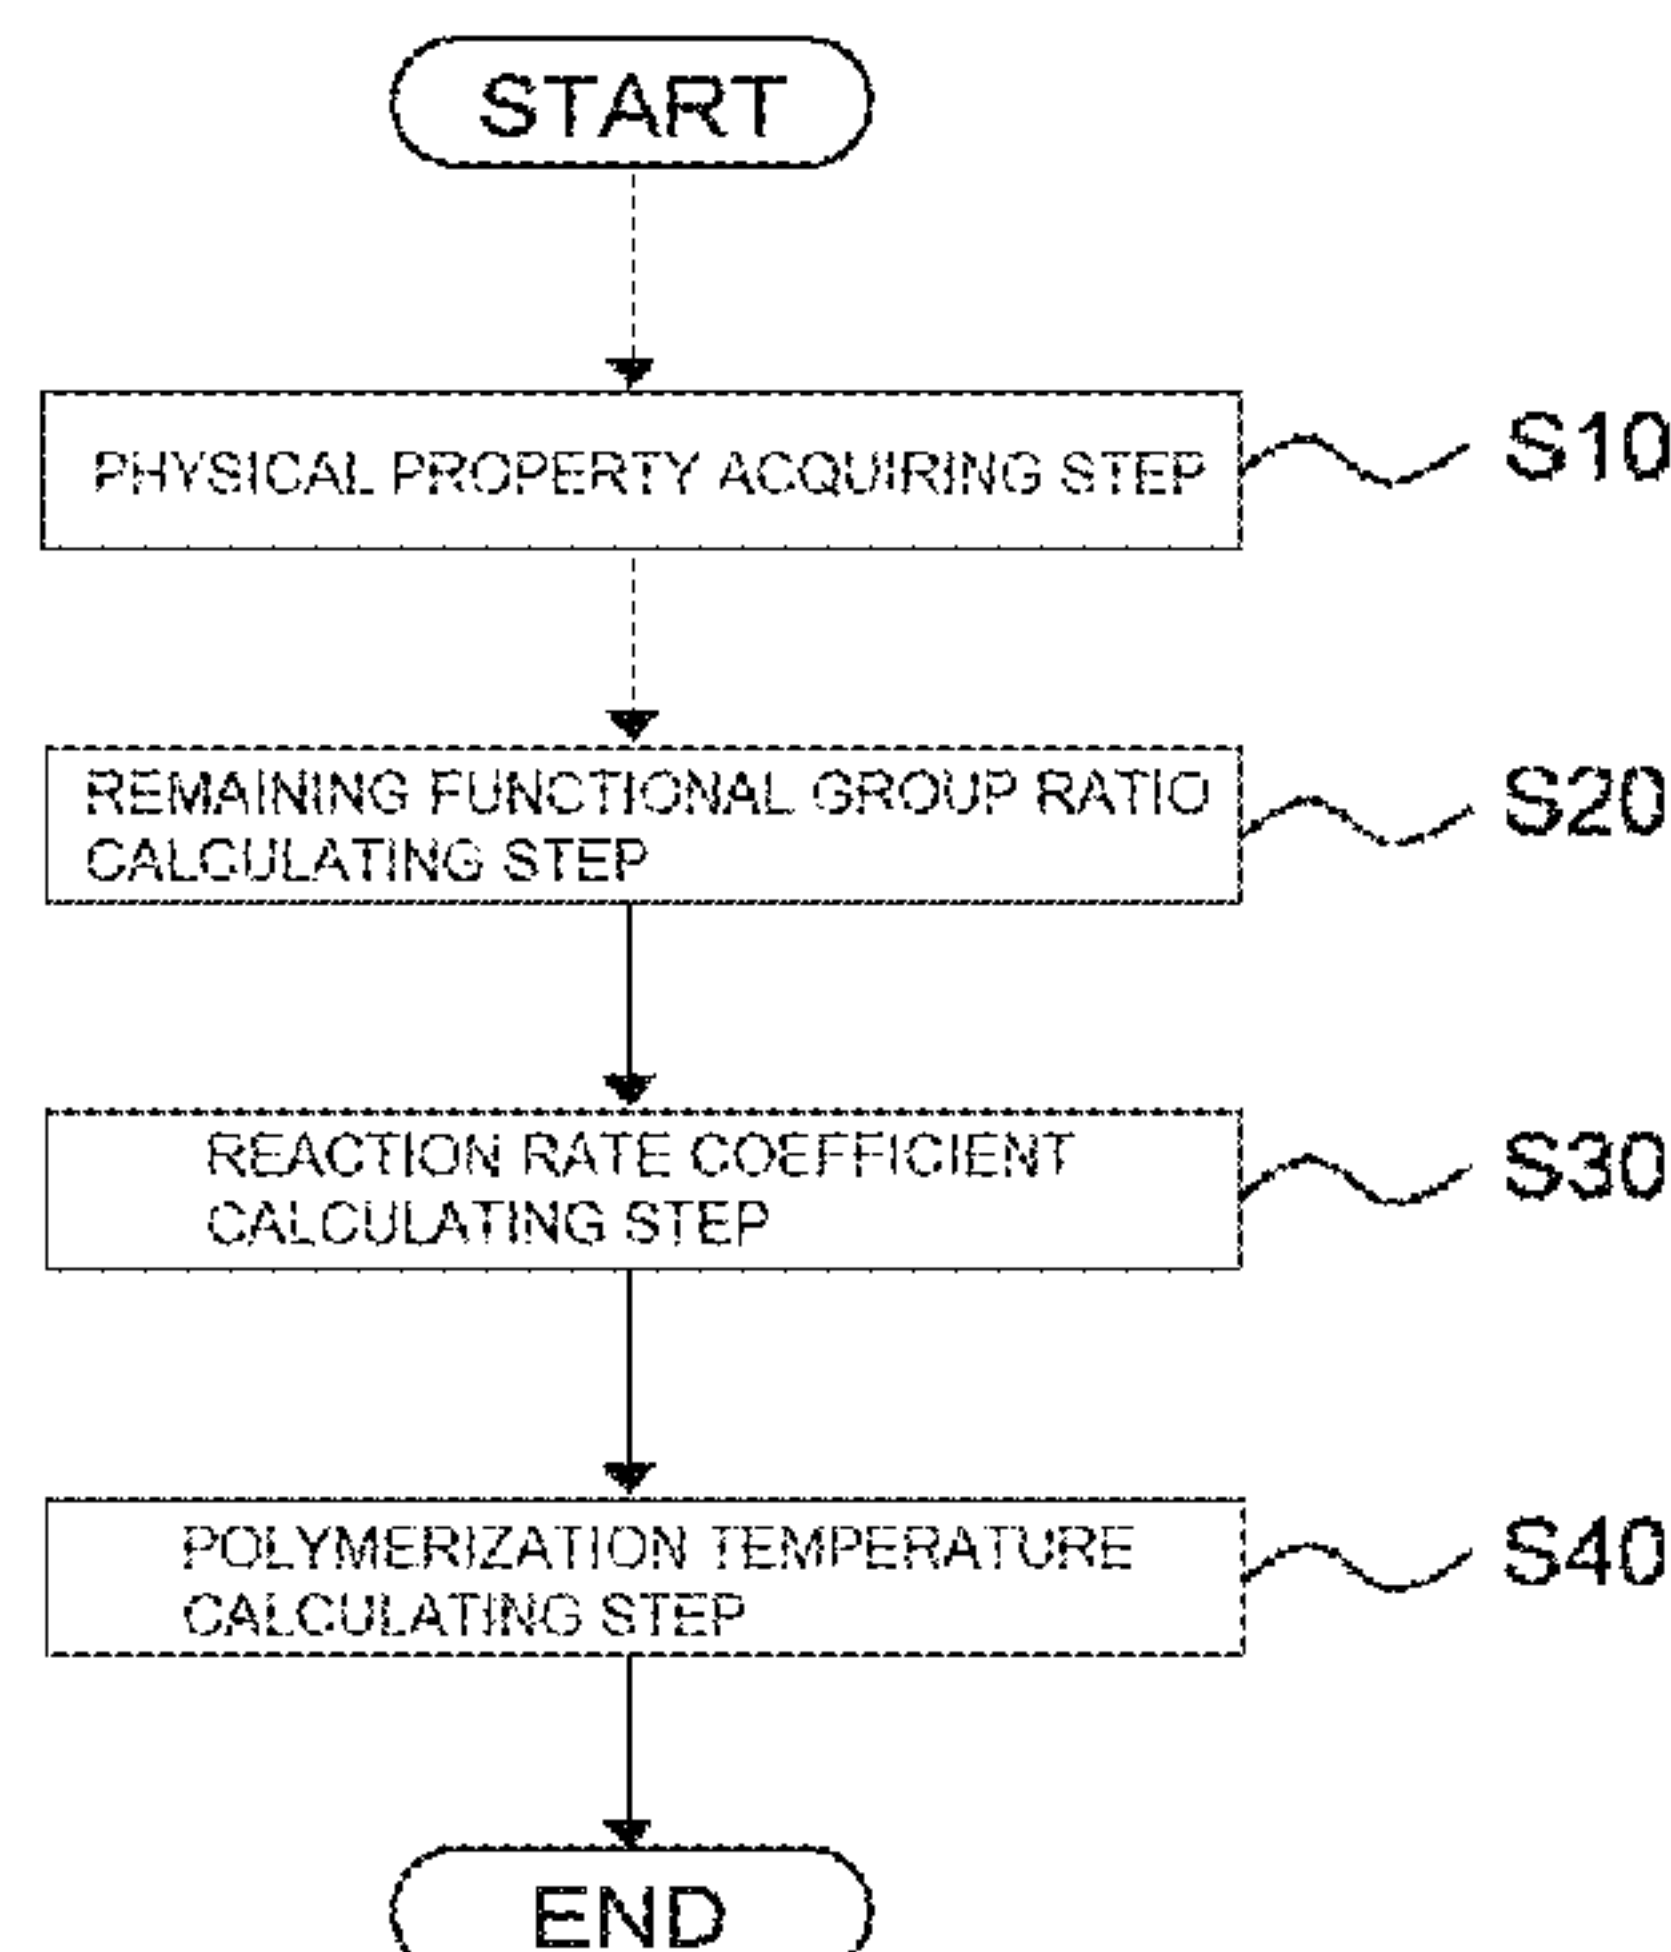 START
PHYSICAL PROPERTY ACQUIRING STEP
S10
REMAINING FUNCTIONAL GROUP RATIO
CALCULATING STEP
S20
REACTION RATE COEFFICIENT
CALCULATING STEP
S30
POLYMERIZATION TEMPERATURE
CALCULATING STEP
S40
END